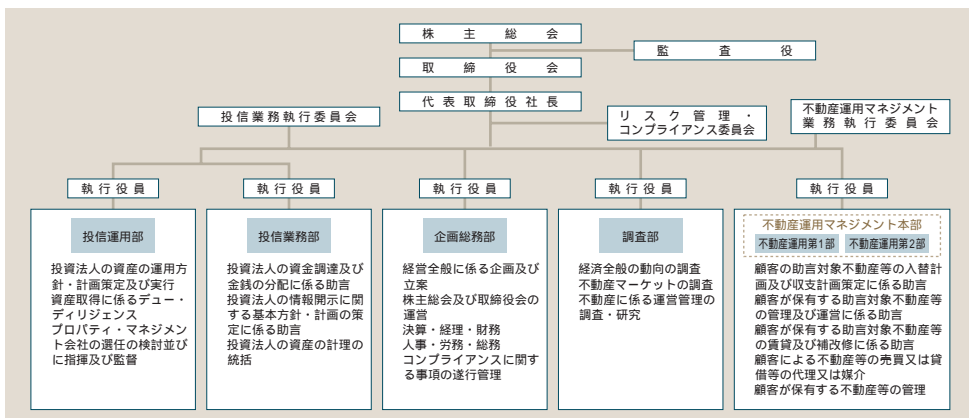 株主総会
監査役
取締役会
代表取締役社長
投信業務執行委員会
リスク管理・
コンプライアンス委員会
不動産運用マネジメント
業務執行委員会
執行役員
執行役員
執行役員
執行役員
執行役員
投信運用部
投資法人の資産の運用方
針・計画策定及び実行
資産取得に係るデュー・
ディリジェンス
プロパティ・マネジメン
ト会社の選任の検討並び
に指揮及び監督
投信業務部
投資法人の資金調達及び
金銭の分配に係る助言
投資法人の情報開示に関
する基本方針・計画の策
定に係る助言
投資法人の資産の計理の
統括
企画総務部
経営全般に係る企画及び
立案
株主総会及び取締役会の
運営
決算・経理・財務
人事・労務・総務
コンプライアンスに関す
る事項の遂行管理
調査部
経済全般の動向の調査
不動産マーケットの調査
不動産に係る運営管理の
調査・研究
不動産運用マネジメント本部
不動産運用第1部 不動産運用第2部
顧客の助言対象不動産等の入替計
画及び収支計画策定に係る助言
顧客が保有する助言対象不動産等
の管理及び運営に係る助言
顧客が保有する助言対象不動産等
の賃貸及び補改修に係る助言
顧客による不動産等の売買又は貸
借等の代理又は媒介
顧客が保有する不動産等の管理